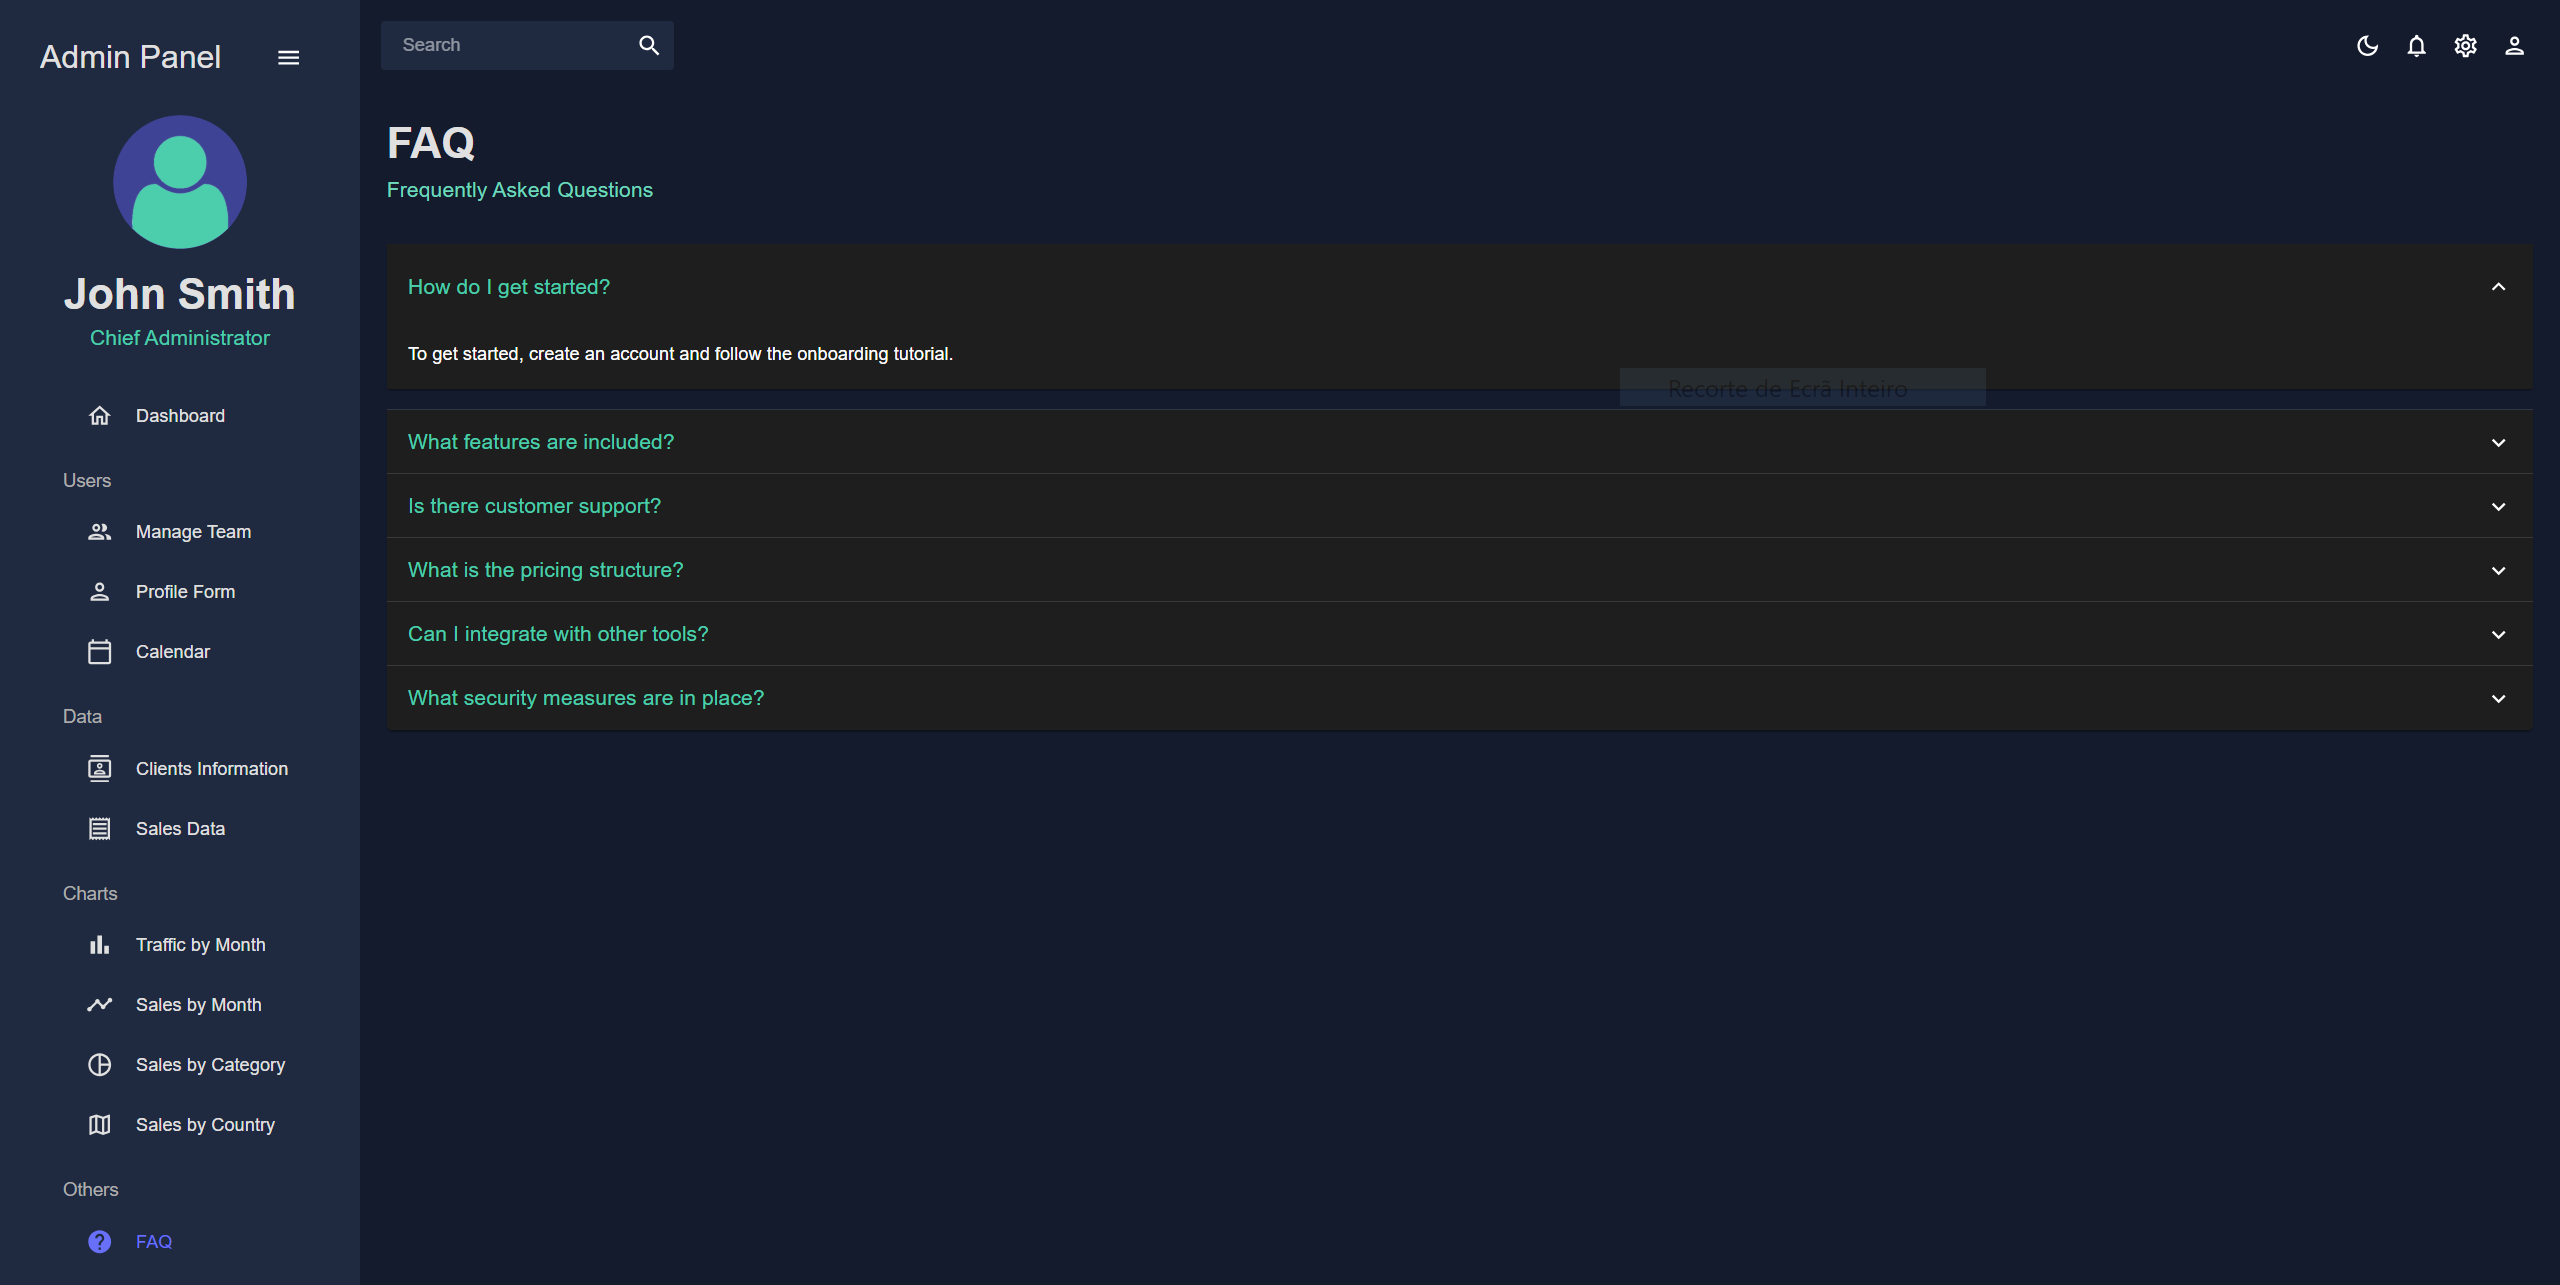 Admin Panel
John Smith
Chief Administrator
Dashboard
Users
Manage Team
Profile Form
Calendar
Data
Clients Information
Sales Data
Charts
Traffic by Month
Sales by Month
Sales by Category
Sales by Country
Others
FAQ
Search
FAQ
Frequently Asked Questions
How do I get started?
To get started, create an account and follow the onboarding tutorial.
Recorte de Ecrã Inteiro
What features are included?
Is there customer support?
What is the pricing structure?
Can I integrate with other tools?
What security measures are in place?